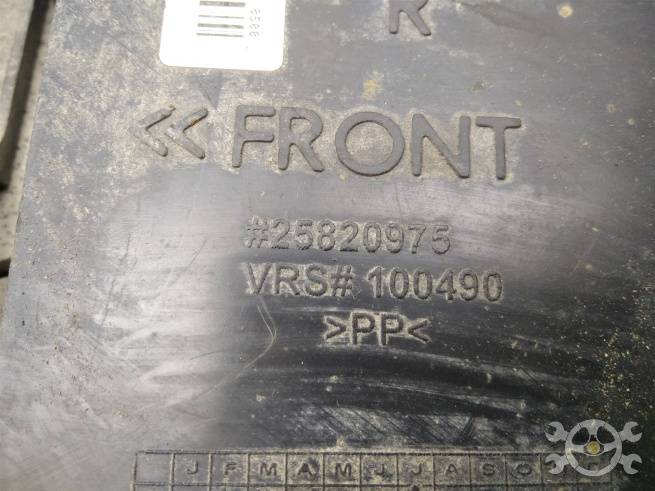 R
<< FRONT
#25820975
VRS# 100490
>PP<
J F M A M J J A S O